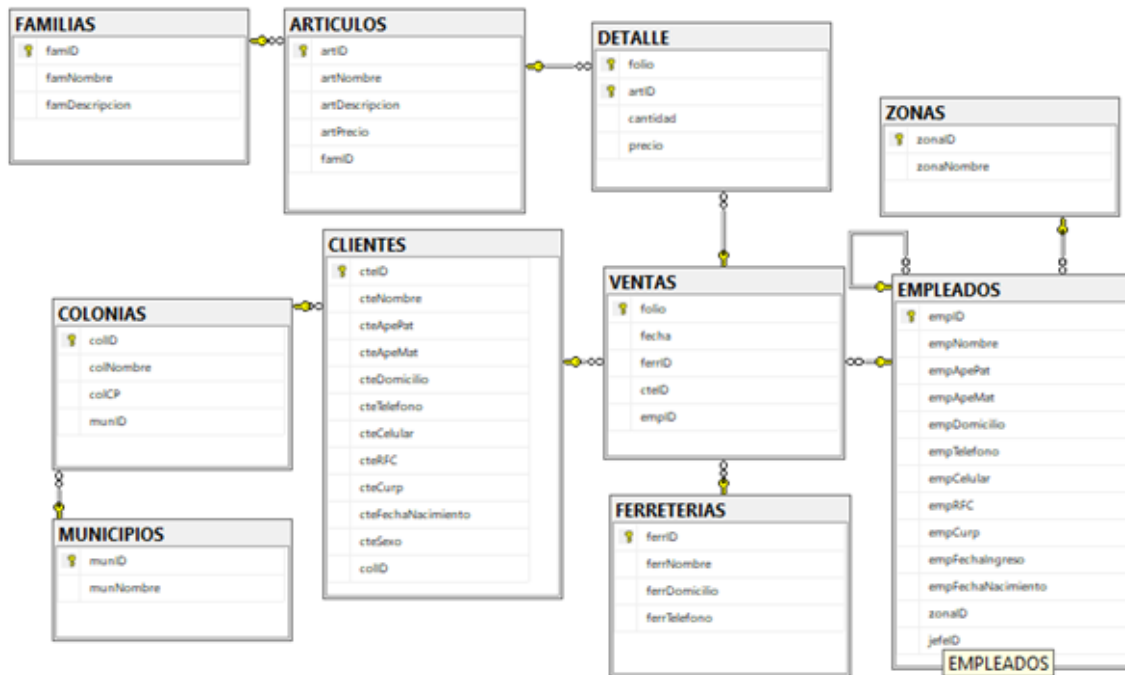 FAMILIAS
famID
famNombre
famDescripcion
ARTICULOS
artID
artNombre
artDescripcion
artPrecio
famID
DETALLE
folio
artID
cantidad
precio
ZONAS
zonaID
zonaNombre
CLIENTES
cteID
cteNombre
cteApePat
cteApeMat
cteDomicilio
cteTelefono
cteCelular
cteRFC
cteCurp
cteFechaNacimiento
cteSexo
colID
COLONIAS
colID
colNombre
colCP
munID
MUNICIPIOS
munID
munNombre
VENTAS
folio
fecha
ferrID
cteID
empID
FERRETERIAS
ferrID
ferrNombre
ferrDomicilio
ferrTelefono
EMPLEADOS
empID
empNombre
empApePat
empApeMat
empDomicilio
empTelefono
empCelular
empRFC
empCurp
empFechaIngreso
empFechaNacimiento
zonaID
jefeID
EMPLEADOS